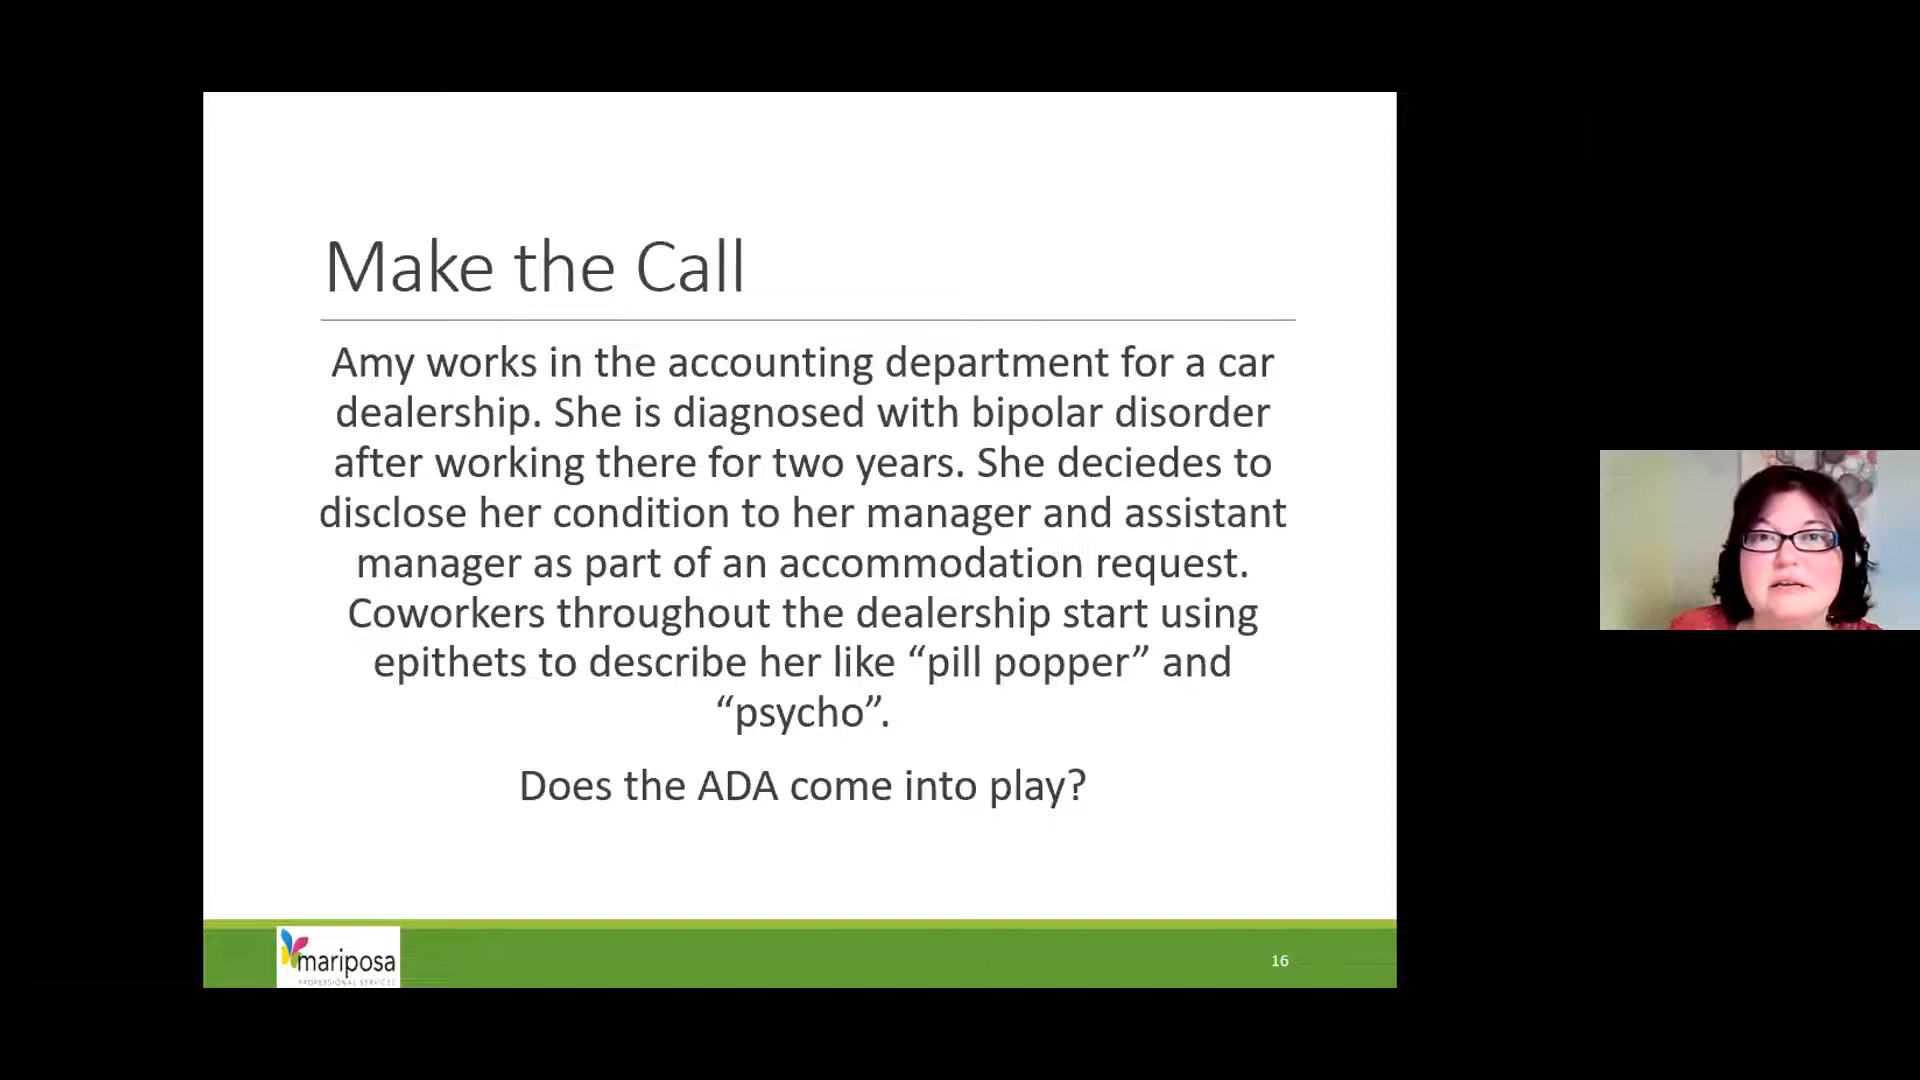 Make the Call
Amy works in the accounting department for a car
dealership. She is diagnosed with bipolar disorder
after working there for two years. She deciedes to
disclose her condition to her manager and assistant
manager as part of an accommodation request.
Coworkers throughout the dealership start using
epithets to describe her like “pill popper” and
“psycho”.
Does the ADA come into play?
mariposa
PROFESSIONAL SERVICES
16